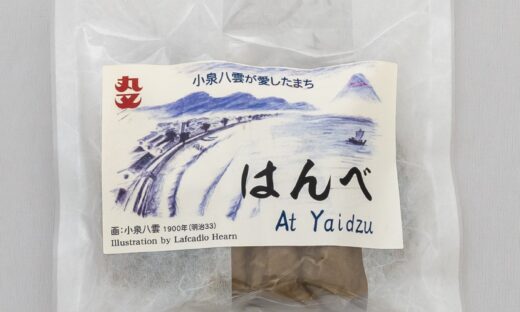 小泉八雲が愛したまち
丸又
はんべ
At Yaidzu
画:小泉八雲 1900年(明治33)
Illustration by Lafcadio Hearn